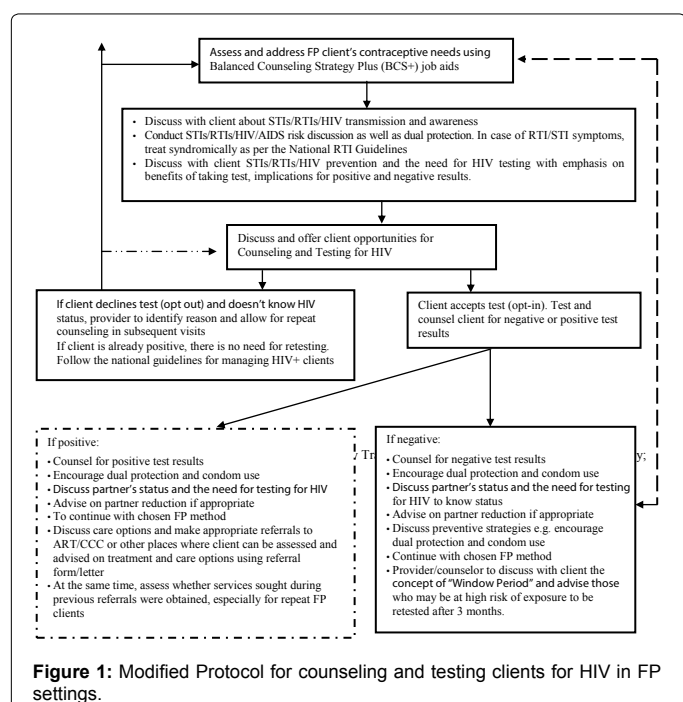 Assess and address FP client's contraceptive needs using
Balanced Counseling Strategy Plus (BCS+) job aids
• Discuss with client about STIs/RTIs/HIV transmission and awareness
• Conduct STIs/RTIs/HIV/AIDS risk discussion as well as dual protection. In case of RTI/STI symptoms,
treat syndromically as per the National RTI Guidelines
• Discuss with client STIs/RTIs/HIV prevention and the need for HIV testing with emphasis on
benefits of taking test, implications for positive and negative results.
Discuss and offer client opportunities for
Counseling and Testing for HIV
If client declines test (opt out) and doesn't know HIV
status, provider to identify reason and allow for repeat
counseling in subsequent visits
If client is already positive, there is no need for retesting.
Follow the national guidelines for managing HIV+ clients
Client accepts test (opt-in). Test and
counsel client for negative or positive test
results
If positive:
• Counsel for positive test results
• Encourage dual protection and condom use
• Discuss partner's status and the need for testing for HIV
• Advise on partner reduction if appropriate
• To continue with chosen FP method
• Discuss care options and make appropriate referrals to
ART/CCC or other places where client can be assessed and
advised on treatment and care options using referral
form/letter
• At the same time, assess whether services sought during
previous referrals were obtained, especially for repeat FP
clients
If negative:
• Counsel for negative test results
• Encourage dual protection and condom use
• Discuss partner's status and the need for testing
for HIV to know status
• Advise on partner reduction if appropriate
• Discuss preventive strategies e.g. encourage
dual protection and condom use
• Continue with chosen FP method
• Provider/counselor to discuss with client the
concept of "Window Period" and advise those
who may be at high risk of exposure to be
retested after 3 months.
Figure 1: Modified Protocol for counseling and testing clients for HIV in FP
settings.